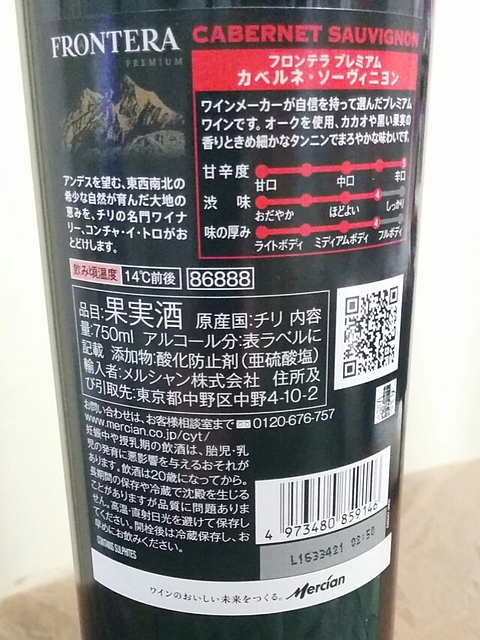 FRONTERA
PREMIUM
CABERNET SAUVIGNON
フロンテラ プレミアム
カベルネ・ソーヴィニヨン
ワインメーカーが自信を持って選んだプレミアム
ワインです。オークを使用、カカオや黒い果実の
香りときめ細かなタンニンでまろやかな味わいです。
甘辛度 5
甘口 中口 辛口
渋味 4
おだやか ほどよい しっかり
味の厚み 4
ライトボディ ミディアムボディ フルボディ
アンデスを望む、東西南北の
希少な自然が育んだ大地の
恵みを、チリの名門ワイナ
リー、コンチャ・イ・トロがお
とどけします。
飲み頃温度 14℃前後 86888
品目:果実酒 原産国:チリ 内容
量:750ml アルコール分:表ラベルに
記載 添加物:酸化防止剤(亜硫酸塩)
輸入者:メルシャン株式会社 住所及
び引取先:東京都中野区中野4-10-2
お問い合わせは、お客様相談室まで 0120-676-757
www.mercian.co.jp/cyt/
妊娠中や授乳期の飲酒は、胎児・乳
児の発育に悪影響を与えるおそれが
あります。飲酒は20歳になってから。
長期間の保存や冷蔵で沈殿を生じる
ことがありますが品質に問題ありま
せん。高温・直射日光を避けて保存し
てください。開栓後は冷蔵保存し、お
早めにお飲みください。
CONTAINS SULPHITES
4 973480 859146
L1633421 02:50
ワインのおいしい未来をつくる。 Mercian